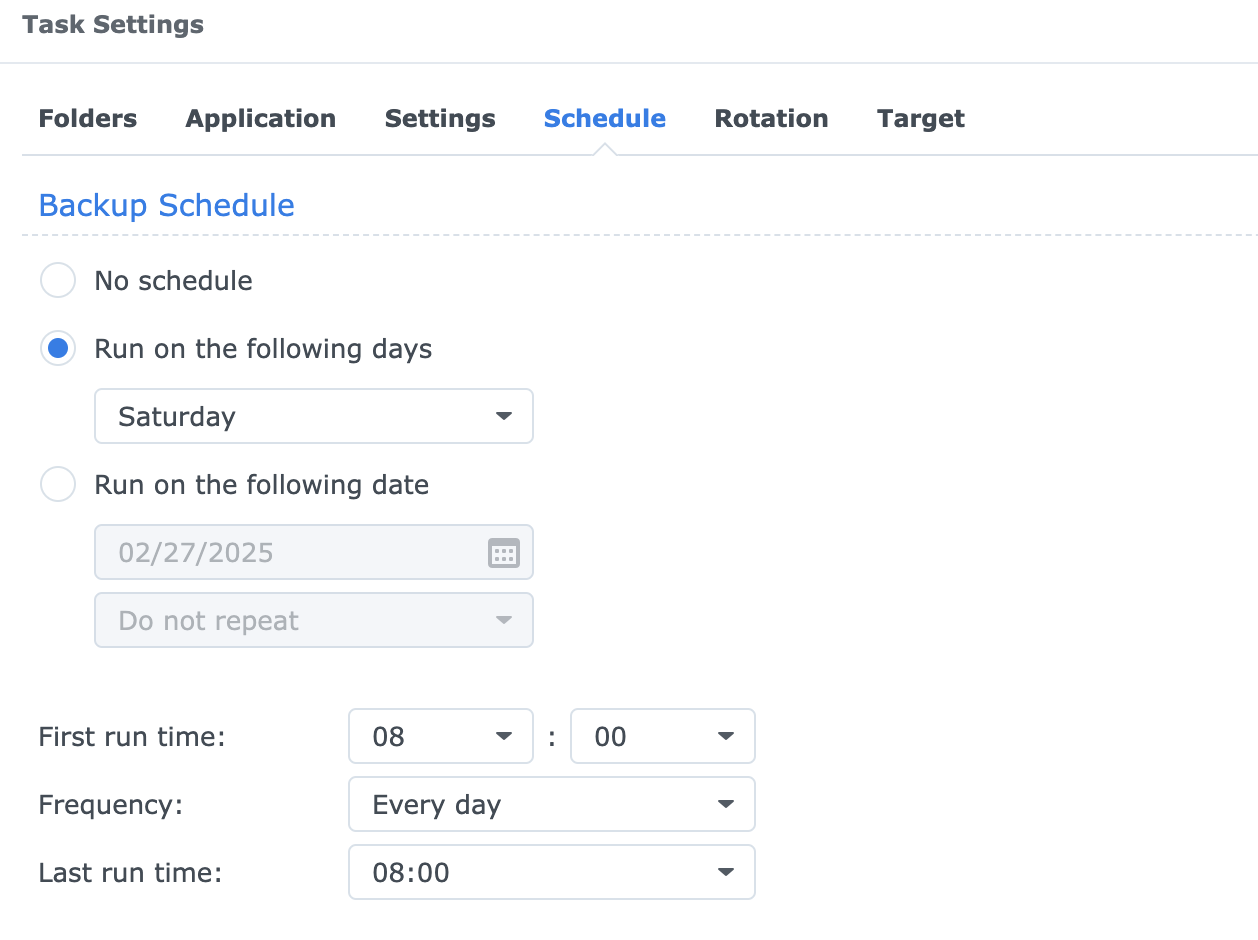 Task Settings
Folders Application Settings Schedule Rotation Target
Backup Schedule
No schedule
Run on the following days
Saturday
Run on the following date
02/27/2025
Do not repeat
First run time: 08 : 00
Frequency: Every day
Last run time: 08:00